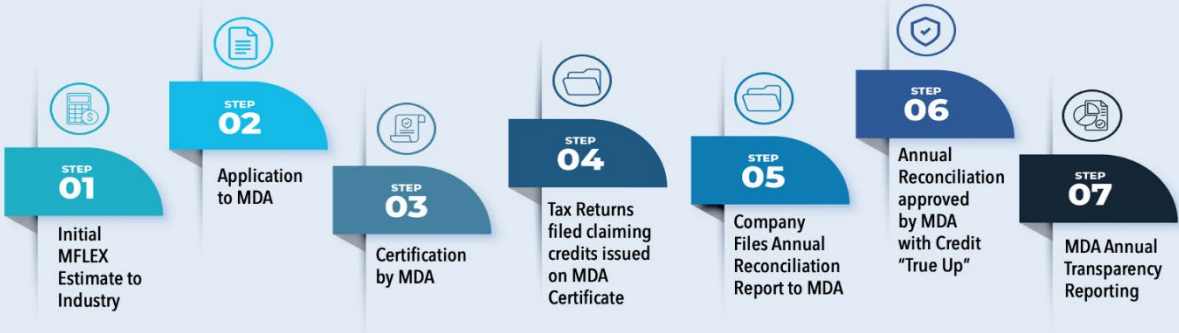 STEP
01
Initial
MFLEX
Estimate to
Industry
STEP
02
Application
to MDA
STEP
03
Certification
by MDA
STEP
04
Tax Returns
filed claiming
credits issued
on MDA
Certificate
STEP
05
Company
Files Annual
Reconciliation
Report to MDA
STEP
06
Annual
Reconciliation
approved
by MDA
with Credit
"True Up"
STEP
07
MDA Annual
Transparency
Reporting